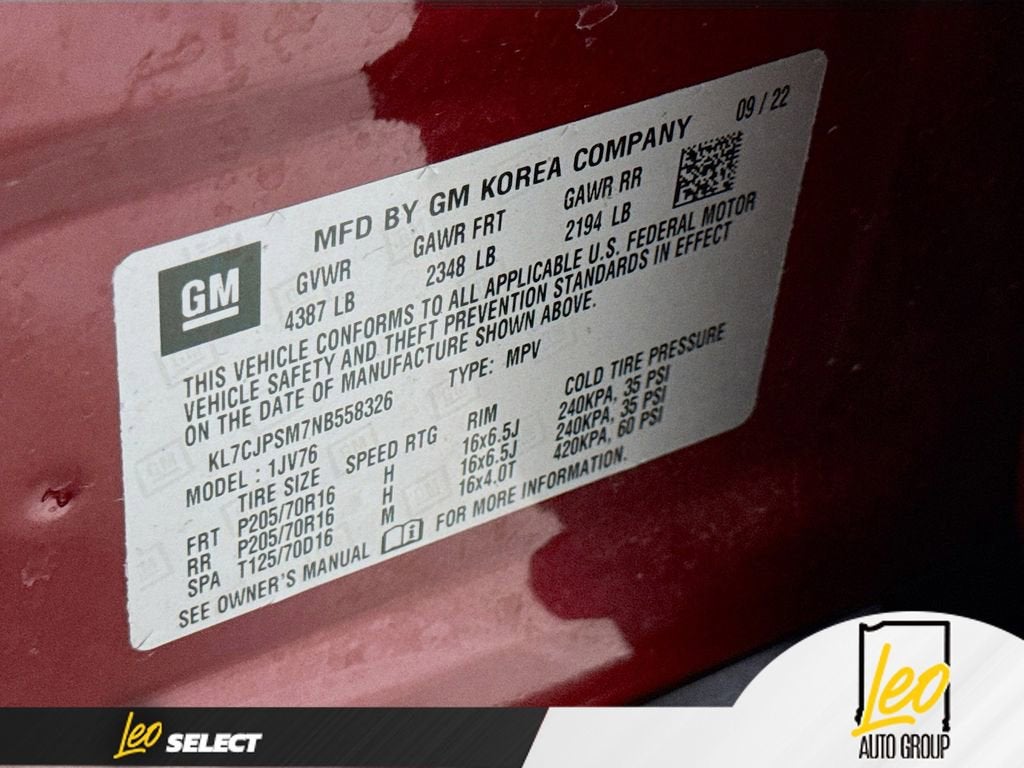 09 / 22
MFD BY GM KOREA COMPANY
GM
GVWR GAWR FRT GAWR RR
4387 LB 2348 LB 2194 LB
THIS VEHICLE CONFORMS TO ALL APPLICABLE U.S. FEDERAL MOTOR
VEHICLE SAFETY AND THEFT PREVENTION STANDARDS IN EFFECT
ON THE DATE OF MANUFACTURE SHOWN ABOVE.
KL7CJPSM7NB558326 TYPE: MPV
MODEL : 1JV76
TIRE SIZE SPEED RTG RIM COLD TIRE PRESSURE
FRT P205/70R16 H 16x6.5J 240KPA, 35 PSI
RR P205/70R16 H 16x6.5J 240KPA, 35 PSI
SPA T125/70D16 M 16x4.0T 420KPA, 60 PSI
SEE OWNER'S MANUAL FOR MORE INFORMATION.
Leo SELECT
Leo
AUTO GROUP